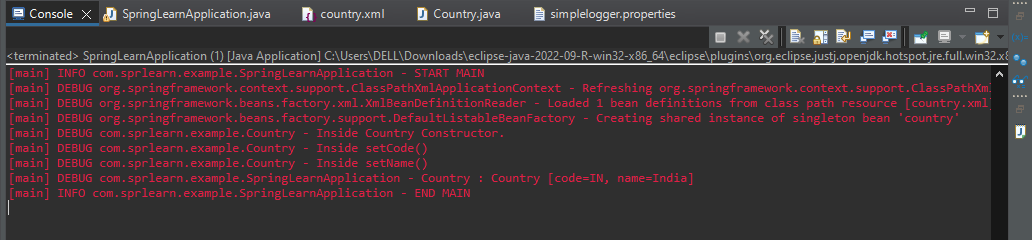 Console SpringLearnApplication.java country.xml Country.java simplelogger.properties
<terminated> SpringLearnApplication (1) [Java Application] C:\Users\DELL\Downloads\eclipse-java-2022-09-R-win32-x86_64\eclipse\plugins\org.eclipse.justj.openjdk.hotspot.jre.full.win32.x8
[main] INFO com.sprlearn.example.SpringLearnApplication - START MAIN
[main] DEBUG org.springframework.context.support.ClassPathXmlApplicationContext - Refreshing org.springframework.context.support.ClassPathXml
[main] DEBUG org.springframework.beans.factory.xml.XmlBeanDefinitionReader - Loaded 1 bean definitions from class path resource [country.xml]
[main] DEBUG org.springframework.beans.factory.support.DefaultListableBeanFactory - Creating shared instance of singleton bean 'country'
[main] DEBUG com.sprlearn.example.Country - Inside Country Constructor.
[main] DEBUG com.sprlearn.example.Country - Inside setCode()
[main] DEBUG com.sprlearn.example.Country - Inside setName()
[main] DEBUG com.sprlearn.example.SpringLearnApplication - Country : Country [code=IN, name=India]
[main] INFO com.sprlearn.example.SpringLearnApplication - END MAIN